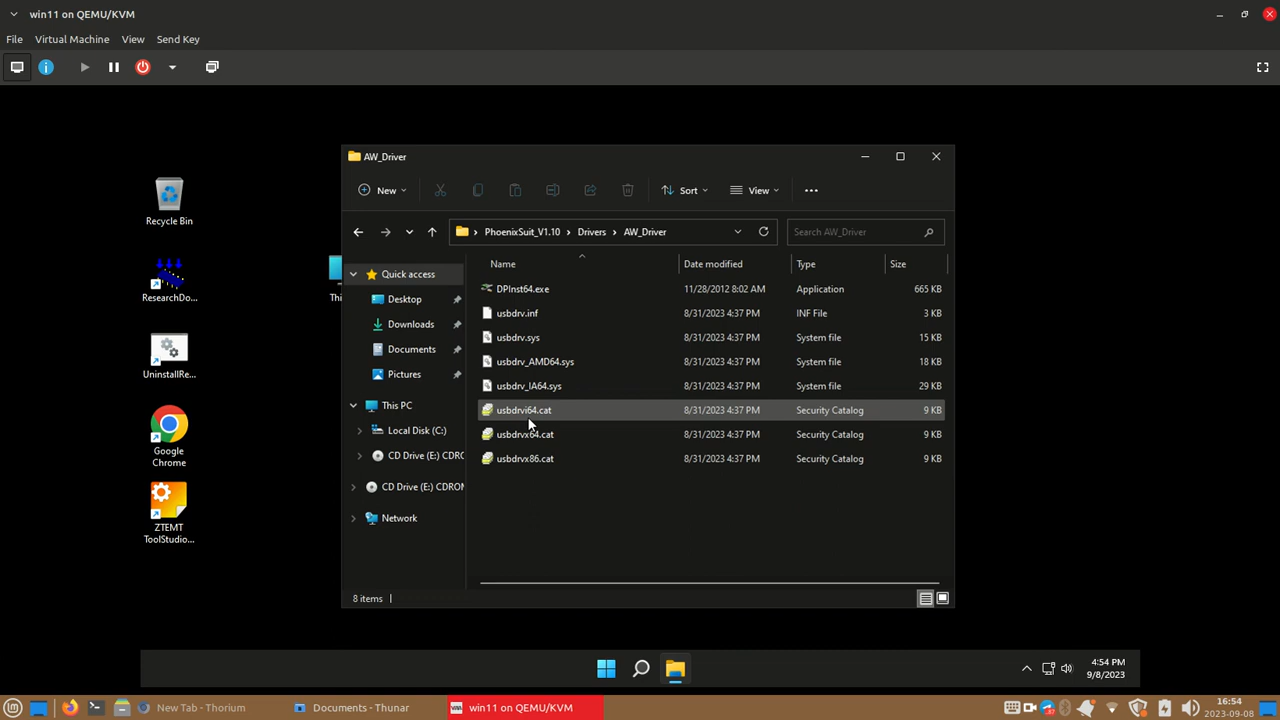 win11 on QEMU/KVM
File Virtual Machine View Send Key
AW_Driver
New Sort View
PhoenixSuit_V1.10 Drivers AW_Driver Search AW_Driver
Quick access
Desktop
Downloads
Documents
Pictures
This PC
Local Disk (C:)
CD Drive (E:) CDRO
CD Drive (E:) CDROM
Network
Name Date modified Type Size
DPInst64.exe 11/28/2012 8:02 AM Application 665 KB
usbdrv.inf 8/31/2023 4:37 PM INF File 3 KB
usbdrv.sys 8/31/2023 4:37 PM System file 15 KB
usbdrv_AMD64.sys 8/31/2023 4:37 PM System file 18 KB
usbdrv_IA64.sys 8/31/2023 4:37 PM System file 29 KB
usbdrvi64.cat 8/31/2023 4:37 PM Security Catalog 9 KB
usbdrvx64.cat 8/31/2023 4:37 PM Security Catalog 9 KB
usbdrvx86.cat 8/31/2023 4:37 PM Security Catalog 9 KB
8 items
Recycle Bin
ResearchDo...
UninstallRe...
Google
Chrome
ZTEMT
ToolStudio...
Thi
4:54 PM
9/8/2023
New Tab - Thorium Documents - Thunar win11 on QEMU/KVM
16:54
2023-09-08